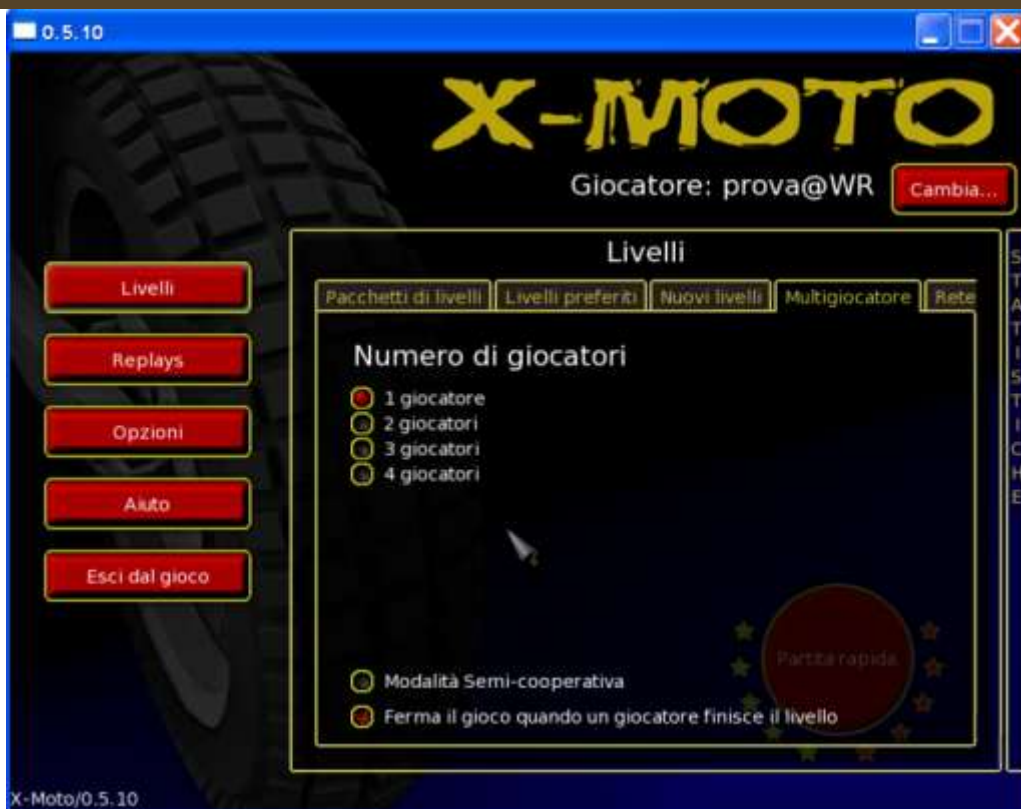 0.5.10
X-MOTO
Giocatore: prova@WR
Cambia...
Livelli
Pacchetti di livelli
Livelli preferiti
Nuovi livelli
Multigiocatore
Rete
Livelli
Replays
Opzioni
Aiuto
Esci dal gioco
Numero di giocatori
1 giocatore
2 giocatori
3 giocatori
4 giocatori
Partita rapida
Modalità Semi-cooperativa
Ferma il gioco quando un giocatore finisce il livello
STATISTICHE
X-Moto/0.5.10